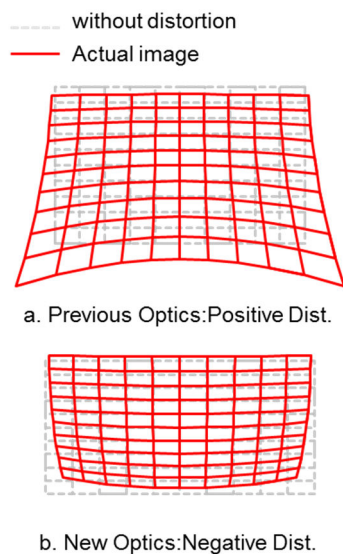 without distortion
Actual image
a. Previous Optics:Positive Dist.
b. New Optics:Negative Dist.